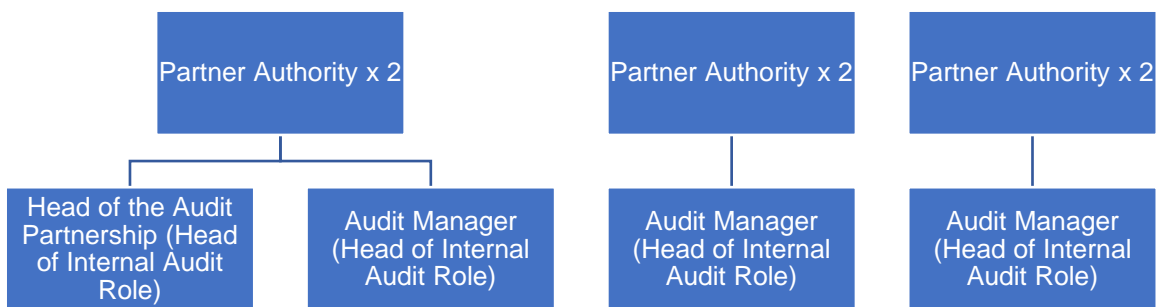 Partner Authority x 2
Partner Authority x 2
Partner Authority x 2
Head of the Audit
Partnership (Head
of Internal Audit
Role)
Audit Manager
(Head of Internal
Audit Role)
Audit Manager
(Head of Internal
Audit Role)
Audit Manager
(Head of Internal
Audit Role)